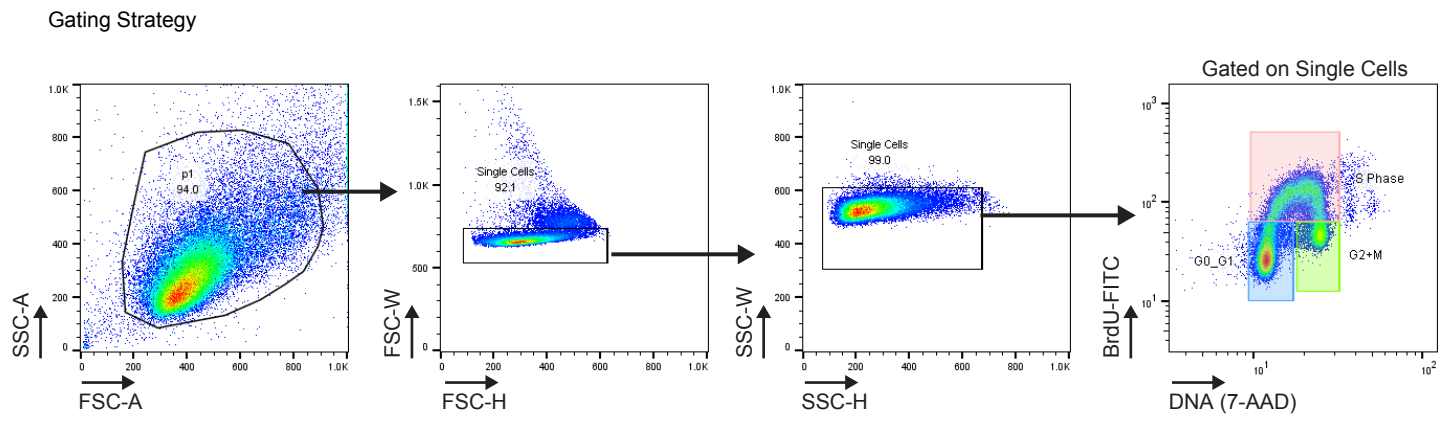 Gating Strategy
SSC-A
1.0K
800
600
400
200
0
p1
94.0
0
200
400
600
800
1.0K
FSC-A
FSC-W
1.5K
1.0K
500
0
Single Cells
92.1
0
200
400
600
800
1.0K
FSC-H
SSC-W
1.0K
800
600
400
200
0
Single Cells
99.0
0
200
400
600
800
1.0K
SSC-H
Gated on Single Cells
BrdU-FITC
10³
10²
10¹
S Phase
G0_G1
G2+M
10¹
10²
DNA (7-AAD)